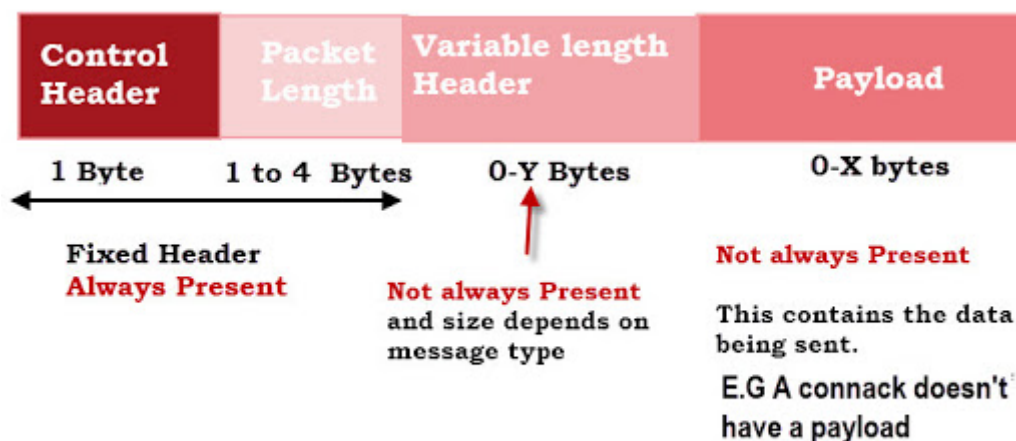 Control
Header
Packet
Length
Variable length
Header
Payload
1 Byte
1 to 4 Bytes
0-Y Bytes
0-X bytes
Fixed Header
Always Present
Not always Present
and size depends on
message type
Not always Present
This contains the data
being sent.
E.G A connack doesn't
have a payload